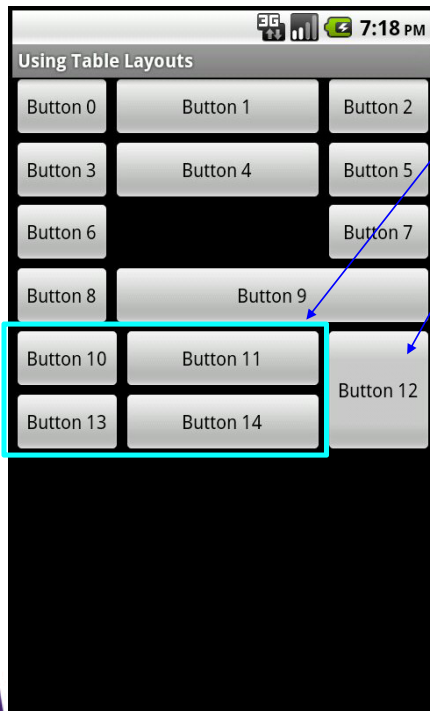 3G 7:18 PM
Using Table Layouts
Button 0 Button 1 Button 2
Button 3 Button 4 Button 5
Button 6 Button 7
Button 8 Button 9
Button 10 Button 11
Button 12
Button 13 Button 14